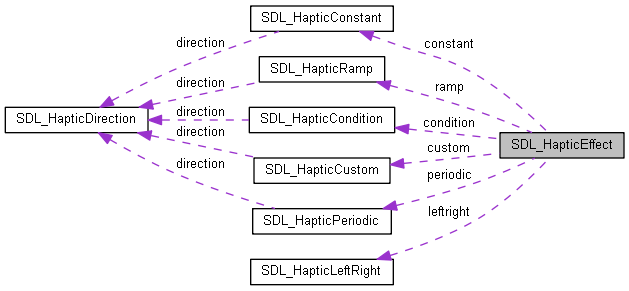 SDL_HapticConstant
direction
constant
SDL_HapticRamp
direction
ramp
SDL_HapticDirection
direction
SDL_HapticCondition
condition
SDL_HapticEffect
direction
SDL_HapticCustom
custom
direction
periodic
SDL_HapticPeriodic
leftright
SDL_HapticLeftRight